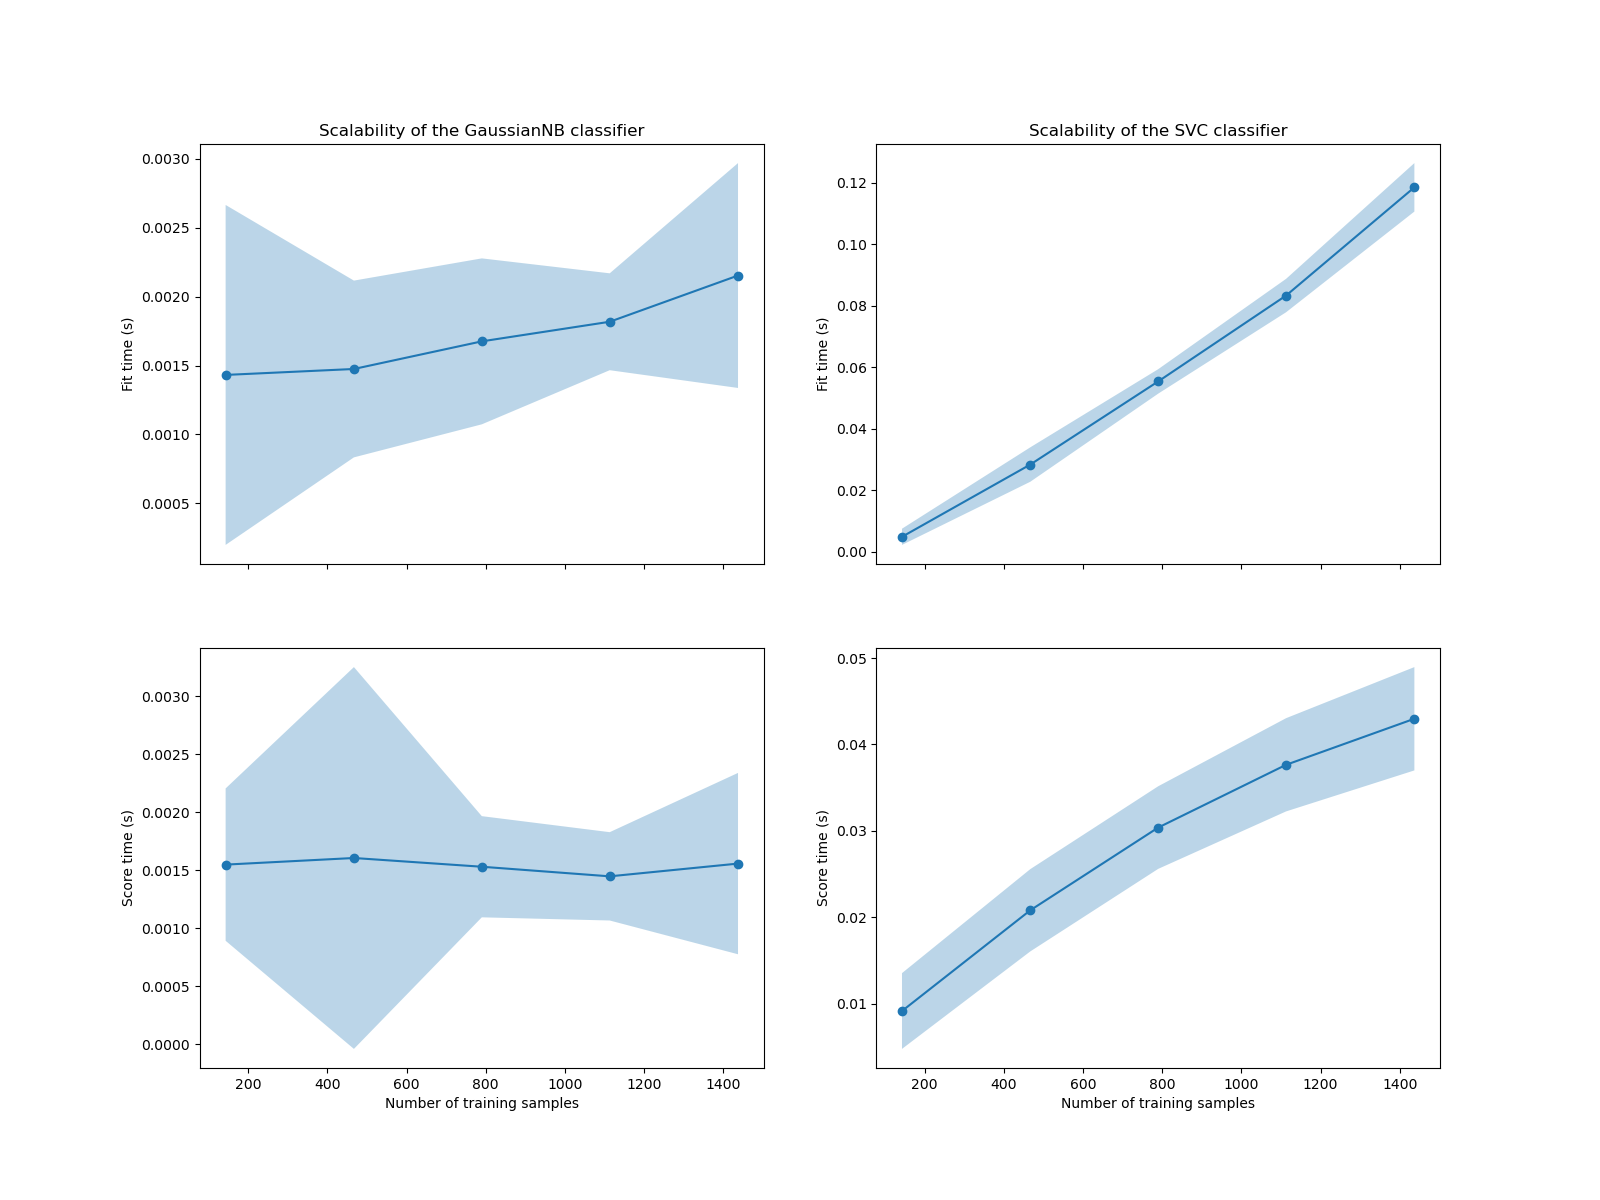 Scalability of the GaussianNB classifier
0.0030
0.0025
0.0020
0.0015
0.0010
0.0005
Fit time (s)
Scalability of the SVC classifier
0.12
0.10
0.08
0.06
0.04
0.02
0.00
Fit time (s)
0.0030
0.0025
0.0020
0.0015
0.0010
0.0005
0.0000
Score time (s)
200 400 600 800 1000 1200 1400
Number of training samples
0.05
0.04
0.03
0.02
0.01
Score time (s)
200 400 600 800 1000 1200 1400
Number of training samples